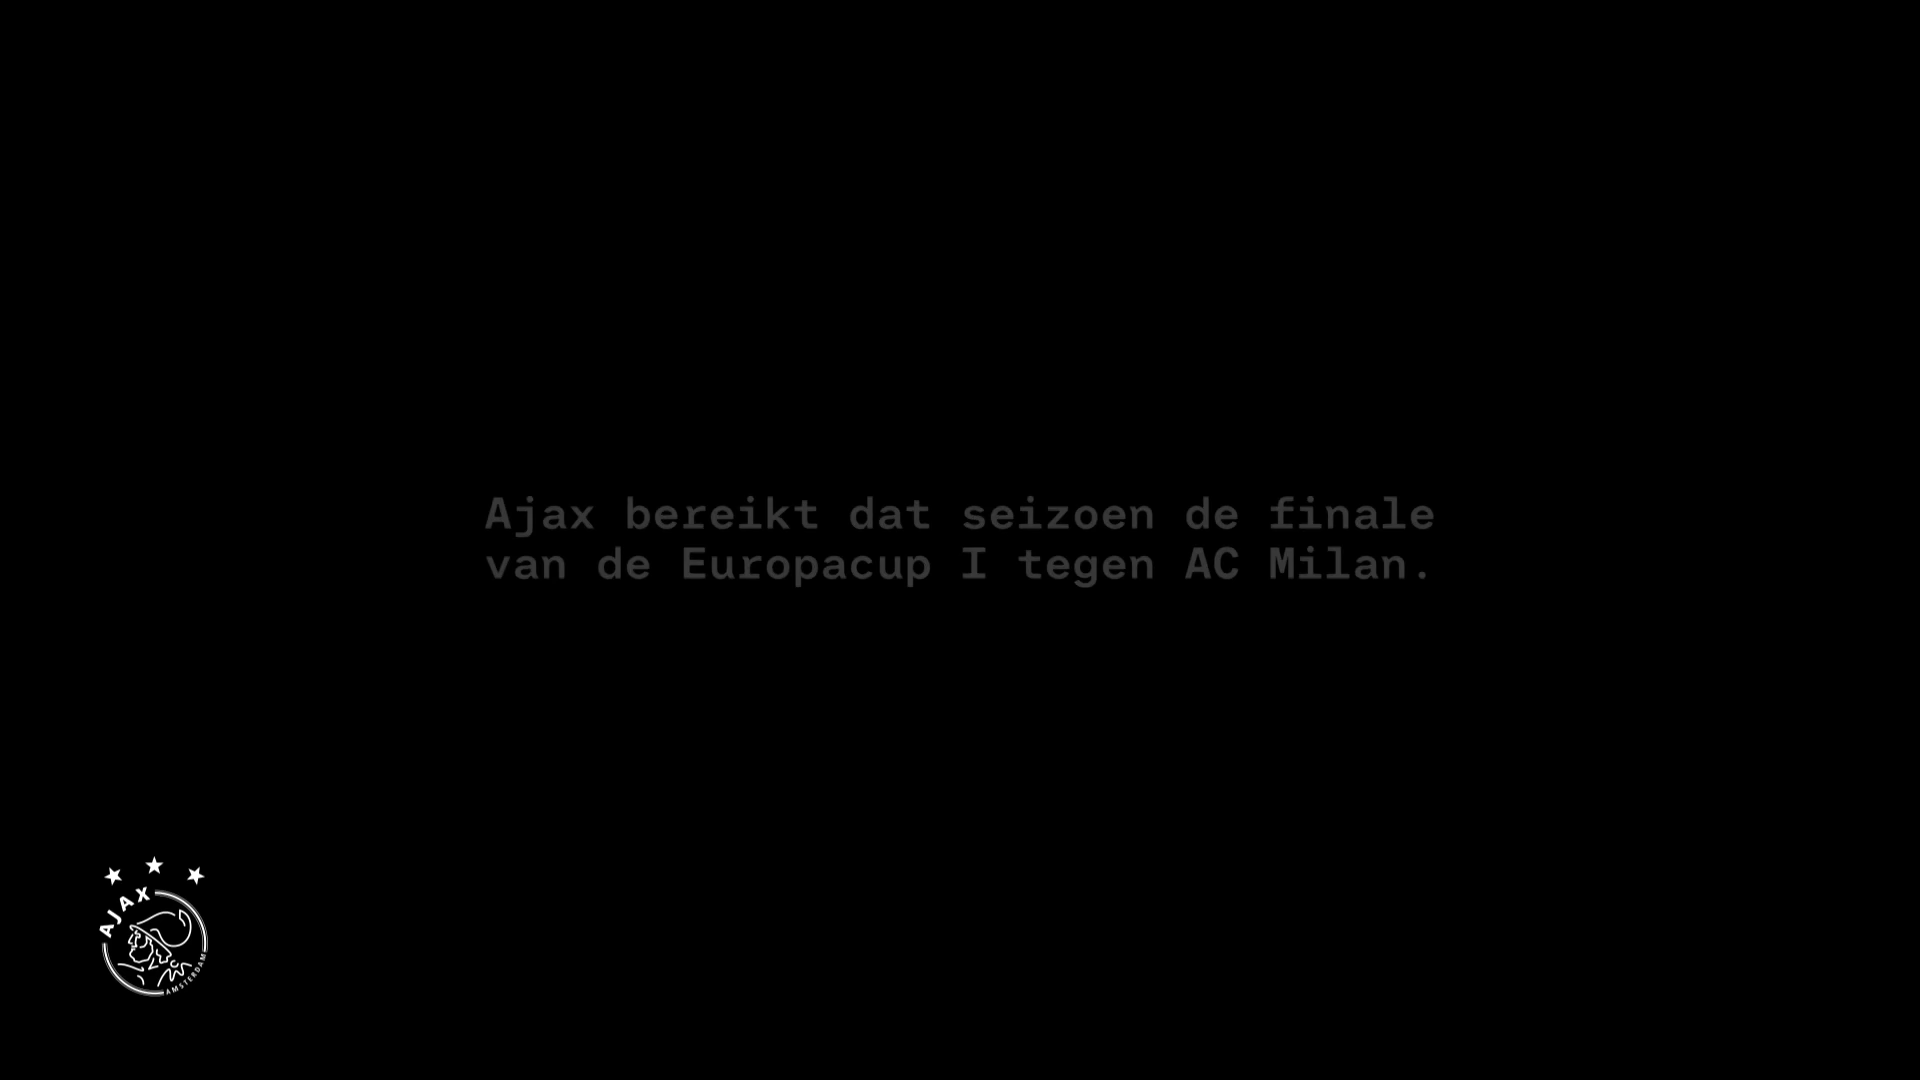 Ajax bereikt dat seizoen de finale
van de Europacup I tegen AC Milan.
AJAX
AMSTERDAM